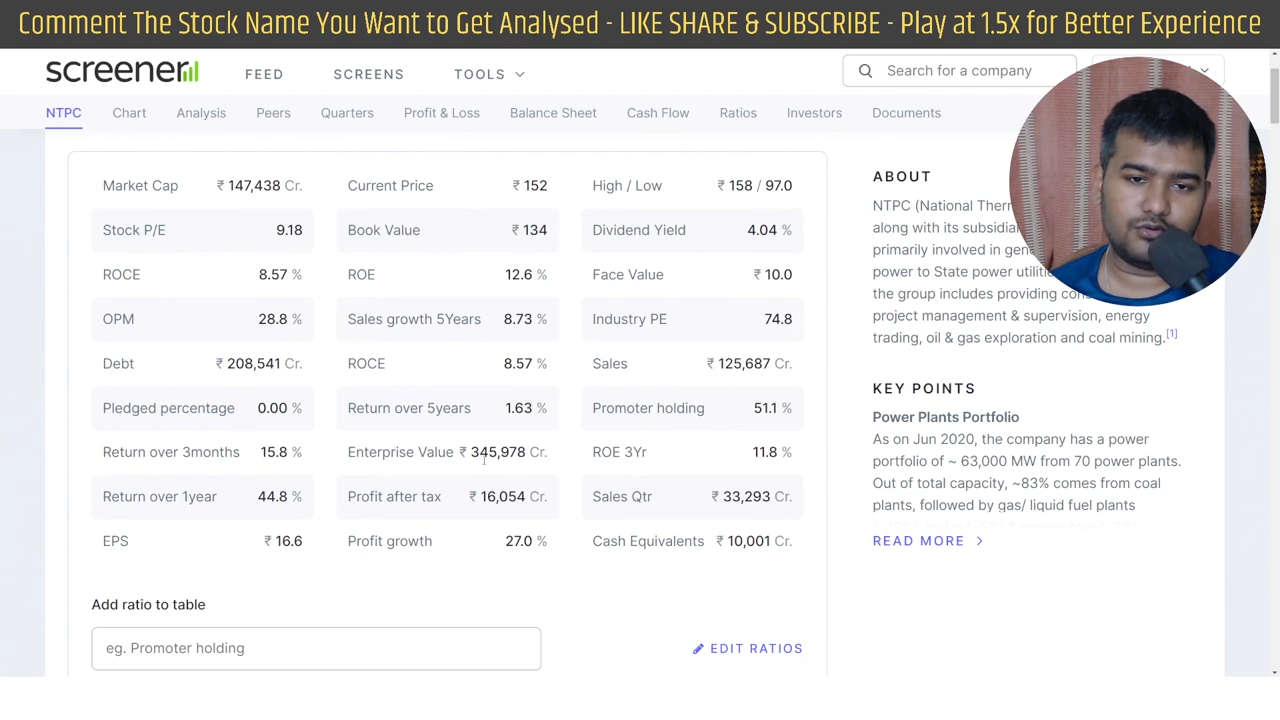 Comment The Stock Name You Want to Get Analysed - LIKE SHARE & SUBSCRIBE - Play at 1.5x for Better Experience
screener
FEED SCREENS TOOLS
Search for a company
NTPC Chart Analysis Peers Quarters Profit & Loss Balance Sheet Cash Flow Ratios Investors Documents
Market Cap ₹ 147,438 Cr. Current Price ₹ 152 High / Low ₹ 158 / 97.0
Stock P/E 9.18 Book Value ₹ 134 Dividend Yield 4.04 %
ROCE 8.57 % ROE 12.6 % Face Value ₹ 10.0
OPM 28.8 % Sales growth 5Years 8.73 % Industry PE 74.8
Debt ₹ 208,541 Cr. ROCE 8.57 % Sales ₹ 125,687 Cr.
Pledged percentage 0.00 % Return over 5years 1.63 % Promoter holding 51.1 %
Return over 3months 15.8 % Enterprise Value ₹ 345,978 Cr. ROE 3Yr 11.8 %
Return over 1year 44.8 % Profit after tax ₹ 16,054 Cr. Sales Qtr ₹ 33,293 Cr.
EPS ₹ 16.6 Profit growth 27.0 % Cash Equivalents ₹ 10,001 Cr.
Add ratio to table
eg. Promoter holding
EDIT RATIOS
ABOUT
NTPC (National
along with its subsidia
primarily involved in
power to State power utilities
the group includes providing
project management & supervision, energy
trading, oil & gas exploration and coal mining.[1]
KEY POINTS
Power Plants Portfolio
As on Jun 2020, the company has a power
portfolio of ~ 63,000 MW from 70 power plants.
Out of total capacity, ~83% comes from coal
plants, followed by gas/ liquid fuel plants
READ MORE